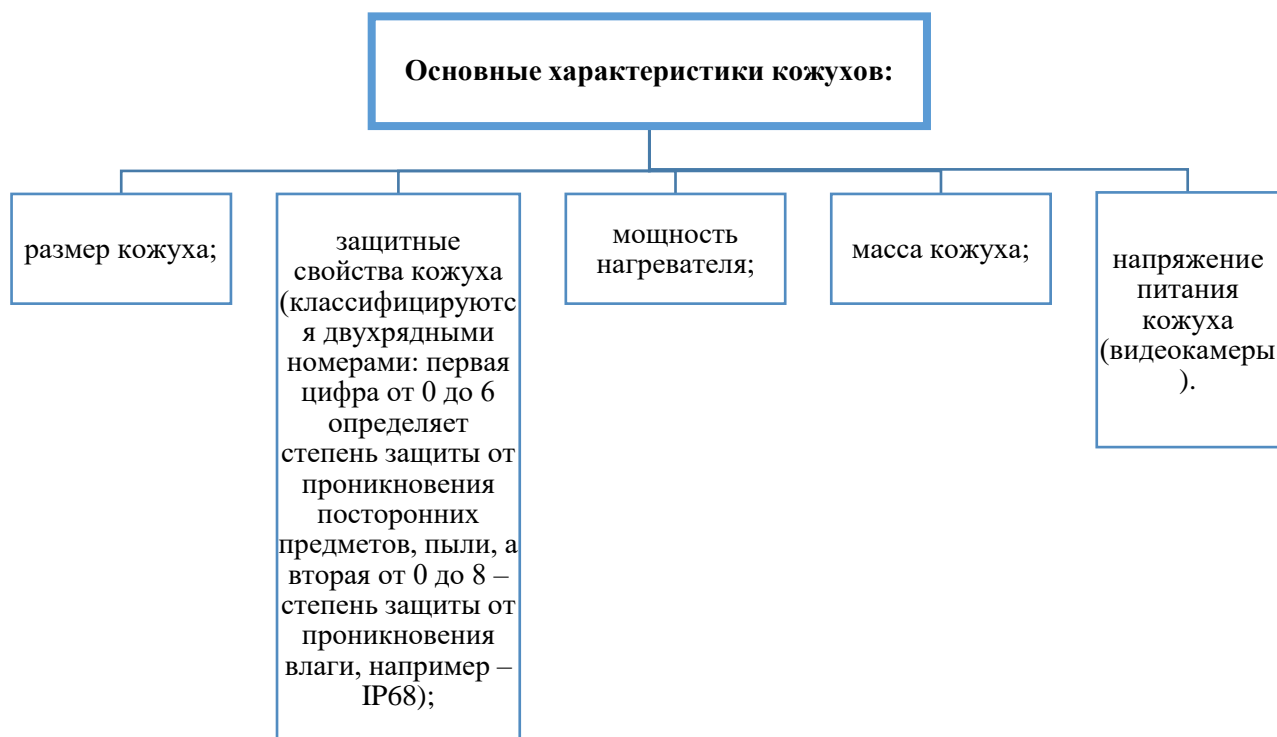 Основные характеристики кожухов:
размер кожуха;
защитные
свойства кожуха
(классифицируютс
я двухрядными
номерами: первая
цифра от 0 до 6
определяет
степень защиты от
проникновения
посторонних
предметов, пыли, а
вторая от 0 до 8 –
степень защиты от
проникновения
влаги, например –
IP68);
мощность
нагревателя;
масса кожуха;
напряжение
питания
кожуха
(видеокамеры
).